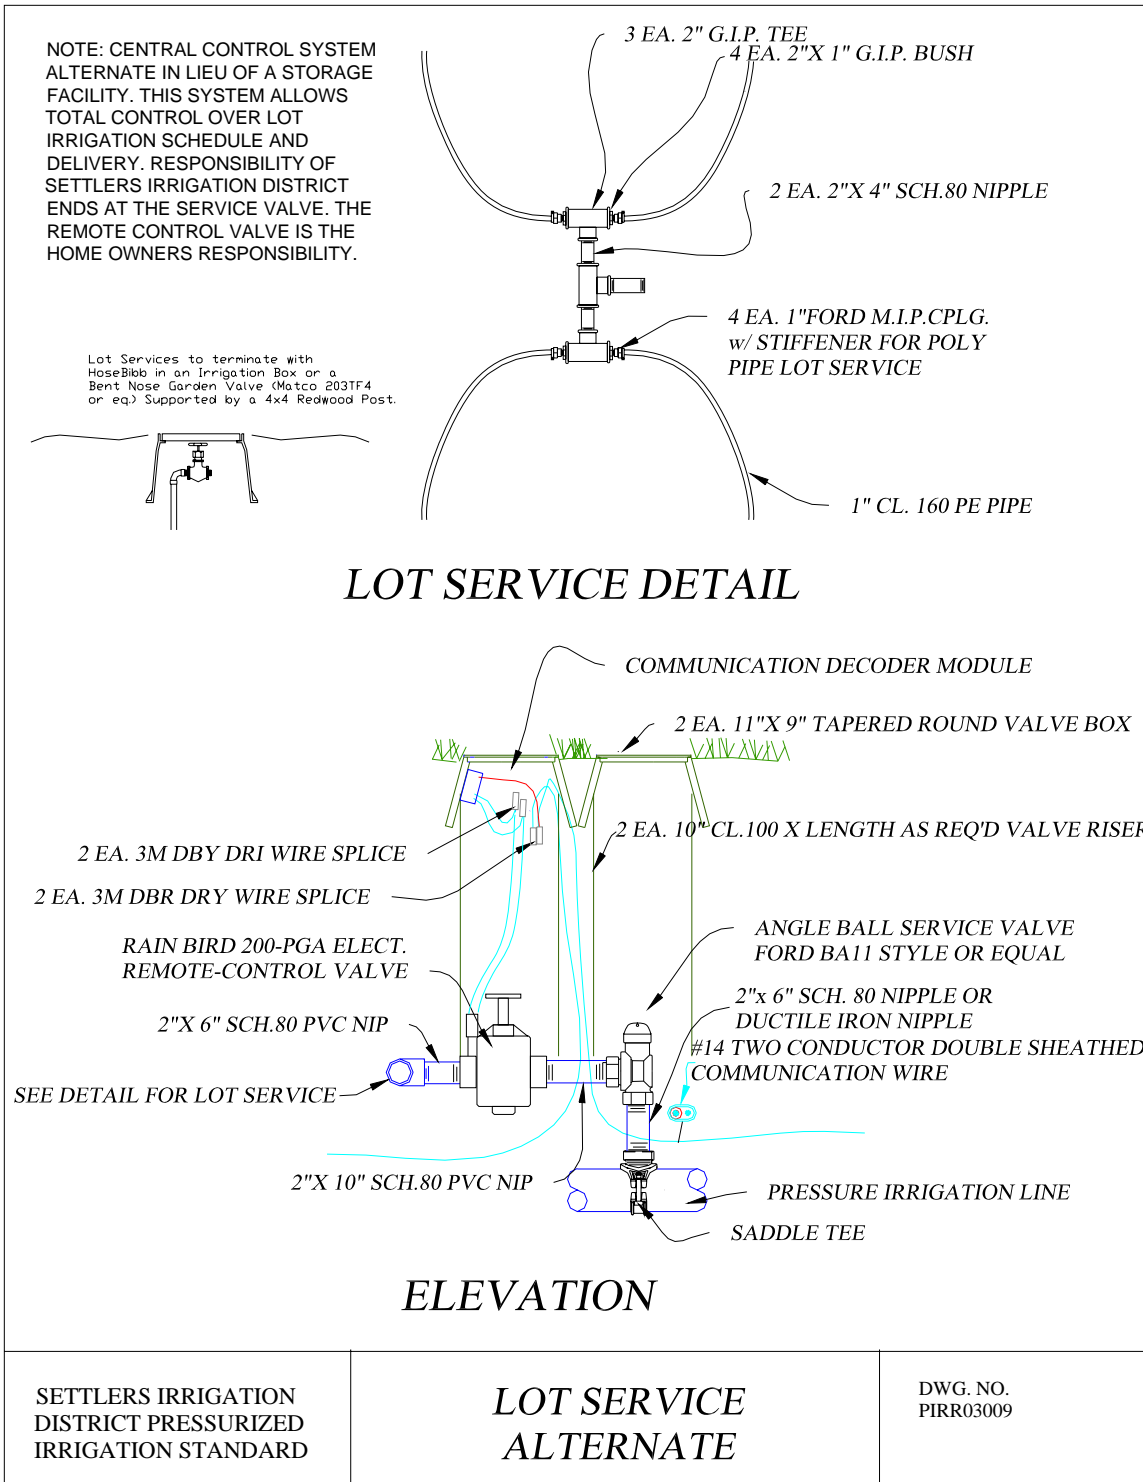 NOTE: CENTRAL CONTROL SYSTEM
ALTERNATE IN LIEU OF A STORAGE
FACILITY. THIS SYSTEM ALLOWS
TOTAL CONTROL OVER LOT
IRRIGATION SCHEDULE AND
DELIVERY. RESPONSIBILITY OF
SETTLERS IRRIGATION DISTRICT
ENDS AT THE SERVICE VALVE. THE
REMOTE CONTROL VALVE IS THE
HOME OWNERS RESPONSIBILITY.
3 EA. 2" G.I.P. TEE
4 EA. 2"X 1" G.I.P. BUSH
2 EA. 2"X 4" SCH.80 NIPPLE
4 EA. 1"FORD M.I.P.CPLG.
w/ STIFFENER FOR POLY
PIPE LOT SERVICE
Lot Services to terminate with
HoseBibb in an Irrigation Box or a
Bent Nose Garden Valve (Matco 203TF4
or eq.) Supported by a 4x4 Redwood Post.
1" CL. 160 PE PIPE
LOT SERVICE DETAIL
COMMUNICATION DECODER MODULE
2 EA. 11"X 9" TAPERED ROUND VALVE BOX
2 EA. 10" CL.100 X LENGTH AS REQ'D VALVE RISER
2 EA. 3M DBY DRI WIRE SPLICE
2 EA. 3M DBR DRY WIRE SPLICE
RAIN BIRD 200-PGA ELECT.
REMOTE-CONTROL VALVE
ANGLE BALL SERVICE VALVE
FORD BA11 STYLE OR EQUAL
2"x 6" SCH. 80 NIPPLE OR
DUCTILE IRON NIPPLE
2"X 6" SCH.80 PVC NIP
#14 TWO CONDUCTOR DOUBLE SHEATHED
COMMUNICATION WIRE
SEE DETAIL FOR LOT SERVICE
2"X 10" SCH.80 PVC NIP
PRESSURE IRRIGATION LINE
SADDLE TEE
ELEVATION
SETTLERS IRRIGATION
DISTRICT PRESSURIZED
IRRIGATION STANDARD
LOT SERVICE
ALTERNATE
DWG. NO.
PIRR03009